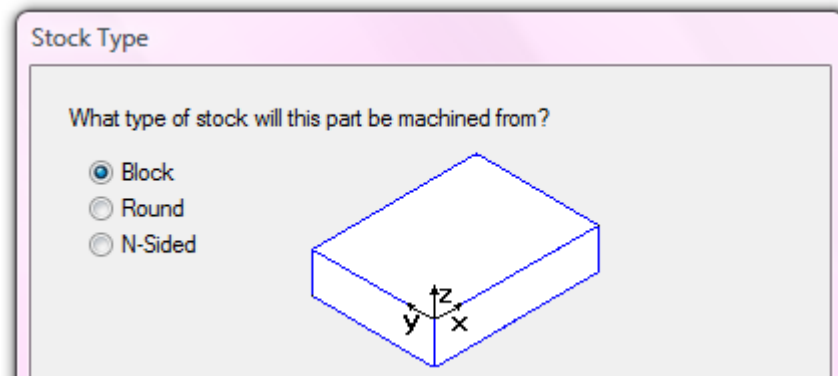 Stock Type
What type of stock will this part be machined from?
Block
Round
N-Sided
z
y x